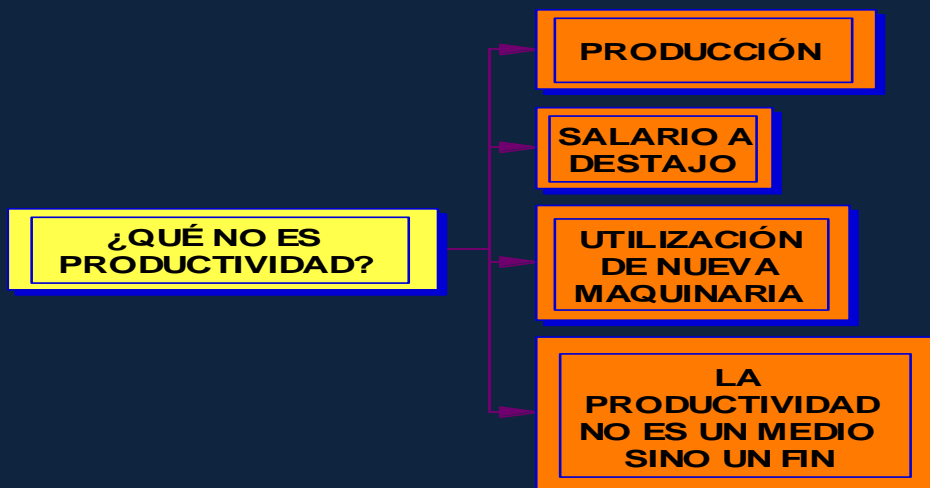 ¿QUÉ NO ES
PRODUCTIVIDAD?
PRODUCCIÓN
SALARIO A
DESTAJO
UTILIZACIÓN
DE NUEVA
MAQUINARIA
LA
PRODUCTIVIDAD
NO ES UN MEDIO
SINO UN FIN